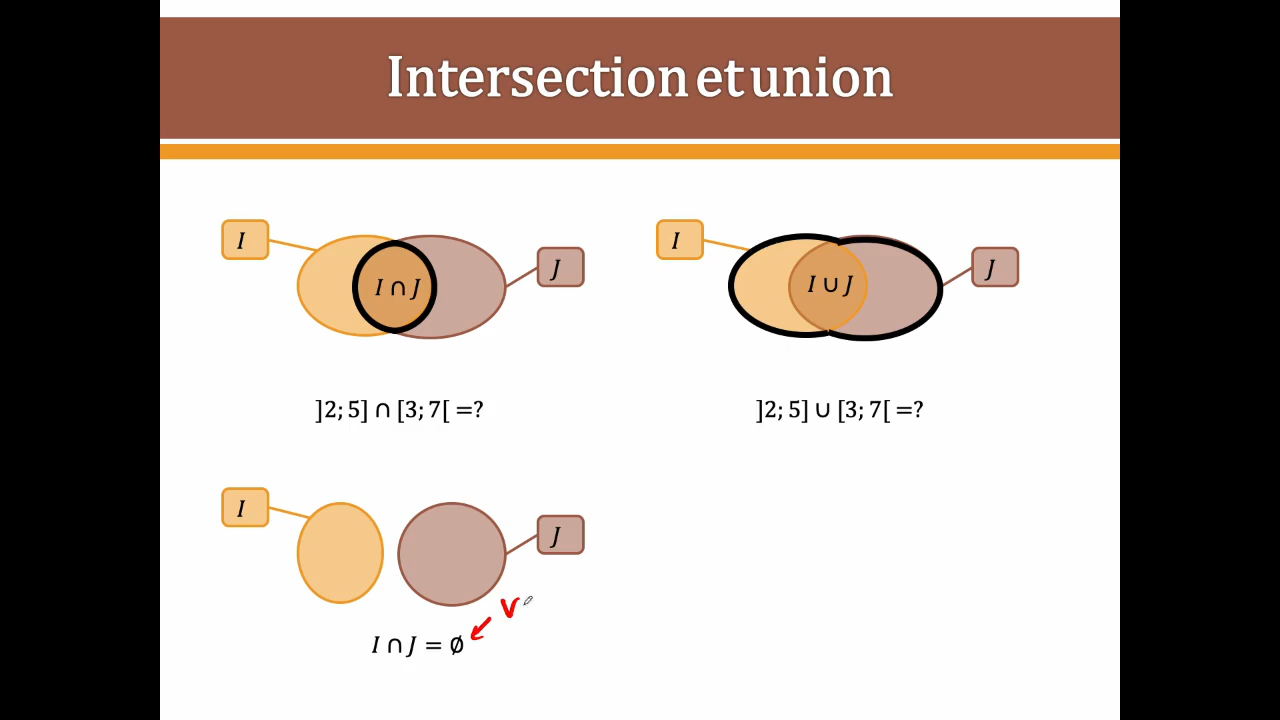 Intersection et union
I
I ∩ J
J
I
I ∪ J
J
]2; 5] ∩ [3; 7[ =?
]2; 5] ∪ [3; 7[ =?
I
J
V
I ∩ J = ∅